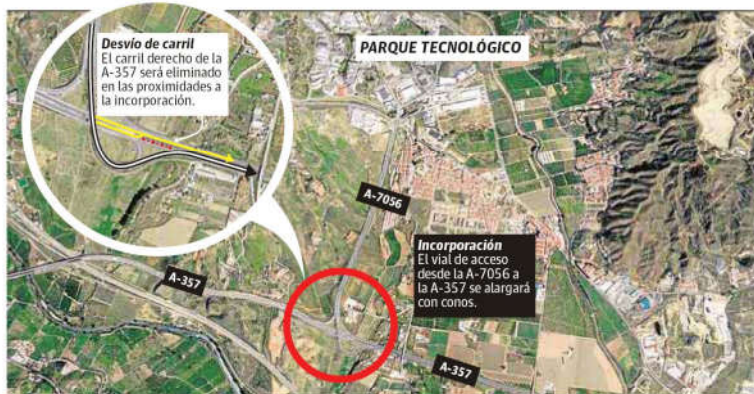 Desvío de carril
El carril derecho de la
A-357 será eliminado
en las proximidades a
la incorporación.
PARQUE TECNOLÓGICO
A-7056
Incorporación
El vial de acceso
desde la A-7056 a
la A-357 se alargará
con conos.
A-357
A-357